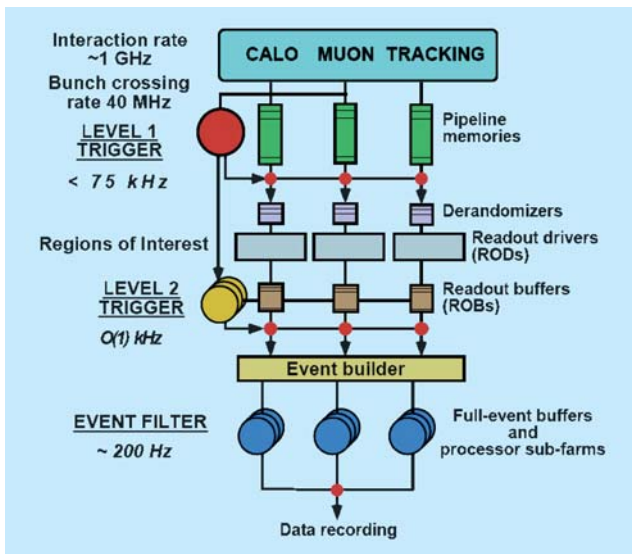 Interaction rate
~1 GHz
CALO MUON TRACKING
Bunch crossing
rate 40 MHz
Pipeline
memories
LEVEL 1
TRIGGER
< 75 kHz
Derandomizers
Regions of Interest
Readout drivers
(RODs)
LEVEL 2
TRIGGER
Readout buffers
(ROBs)
O(1) kHz
Event builder
EVENT FILTER
~ 200 Hz
Full-event buffers
and
processor sub-farms
Data recording